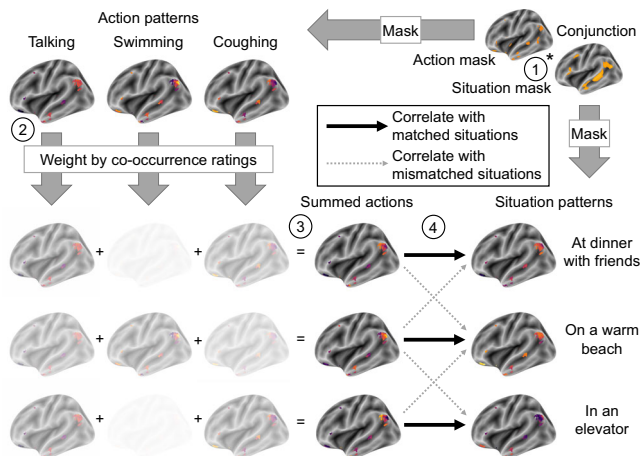 Action patterns
Talking
Swimming
Coughing
Mask
Conjunction
Action mask
1
*
Situation mask
2
Correlate with
matched situations
Correlate with
mismatched situations
Mask
Weight by co-occurrence ratings
3
Summed actions
4
Situation patterns
+
+
=
At dinner
with friends
+
+
=
On a warm
beach
+
+
=
In an
elevator